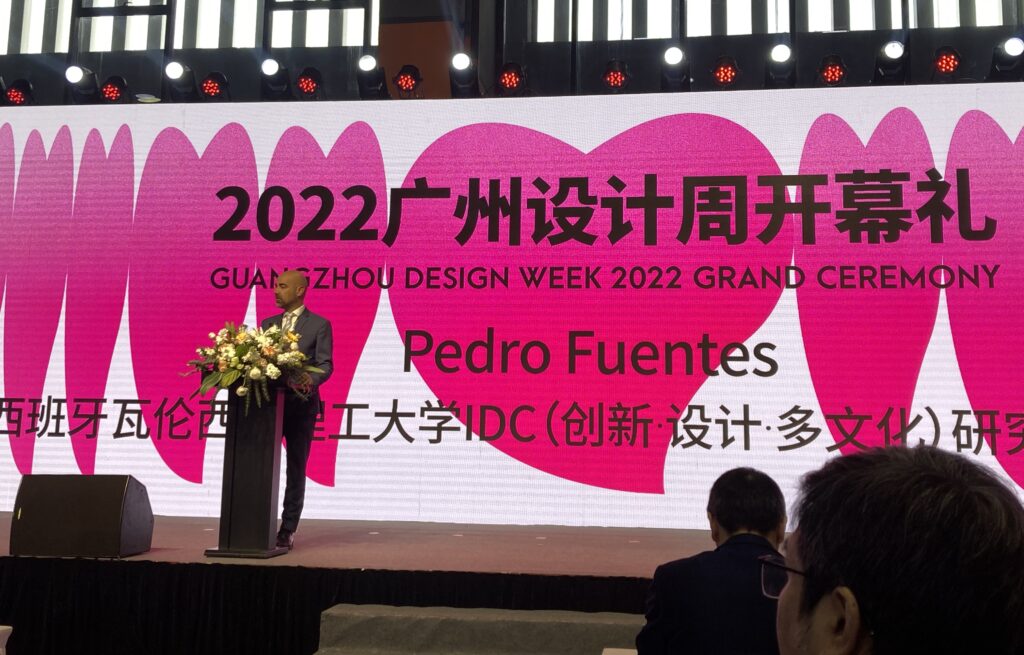 2022广州设计周开幕礼
GUANGZHOU DESIGN WEEK 2022 GRAND CEREMONY
Pedro Fuentes
西班牙瓦伦西 理工大学IDC（创新·设计·多文化）研究